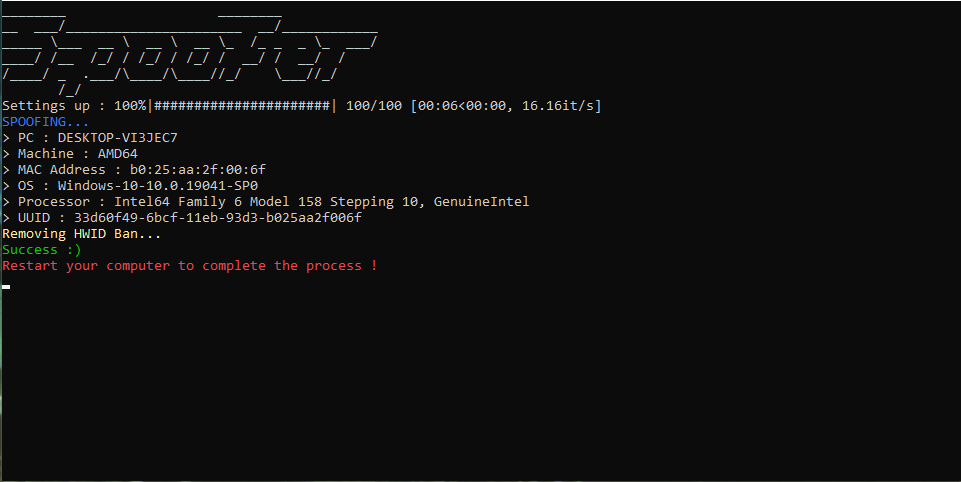 Spoofer
Settings up : 100%|######################| 100/100 [00:06<00:00, 16.16it/s]
SPOOFING...
> PC : DESKTOP-VI3JEC7
> Machine : AMD64
> MAC Address : b0:25:aa:2f:00:6f
> OS : Windows-10-10.0.19041-SP0
> Processor : Intel64 Family 6 Model 158 Stepping 10, GenuineIntel
> UUID : 33d60f49-6bcf-11eb-93d3-b025aa2f006f
Removing HWID Ban...
Success :)
Restart your computer to complete the process !